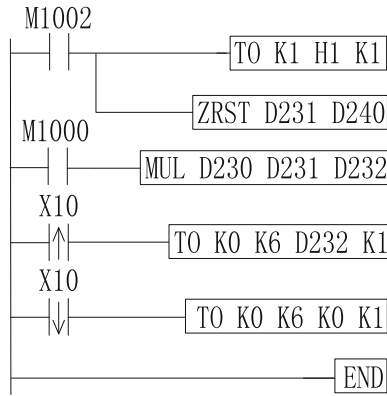 M1002
TO K1 H1 K1
ZRST D231 D240
M1000
MUL D230 D231 D232
X10
TO K0 K6 D232 K1
X10
TO K0 K6 K0 K1
END